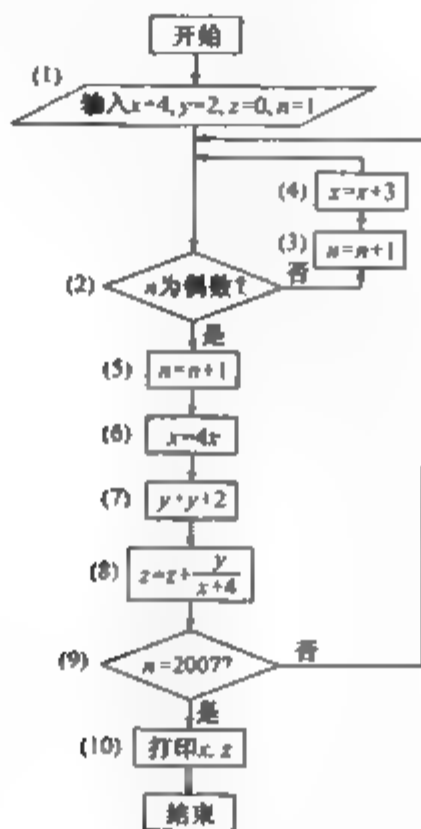 开始
(1)
输入x=4, y=2, z=0, n=1
(4) x=x+3
(3) n=n+1
(2) n为偶数? 否
是
(5) n=n+1
(6) x=4x
(7) y=y+2
(8) z=z+y/(x+4)
(9) n=2007? 否
是
(10) 打印x, z
结束